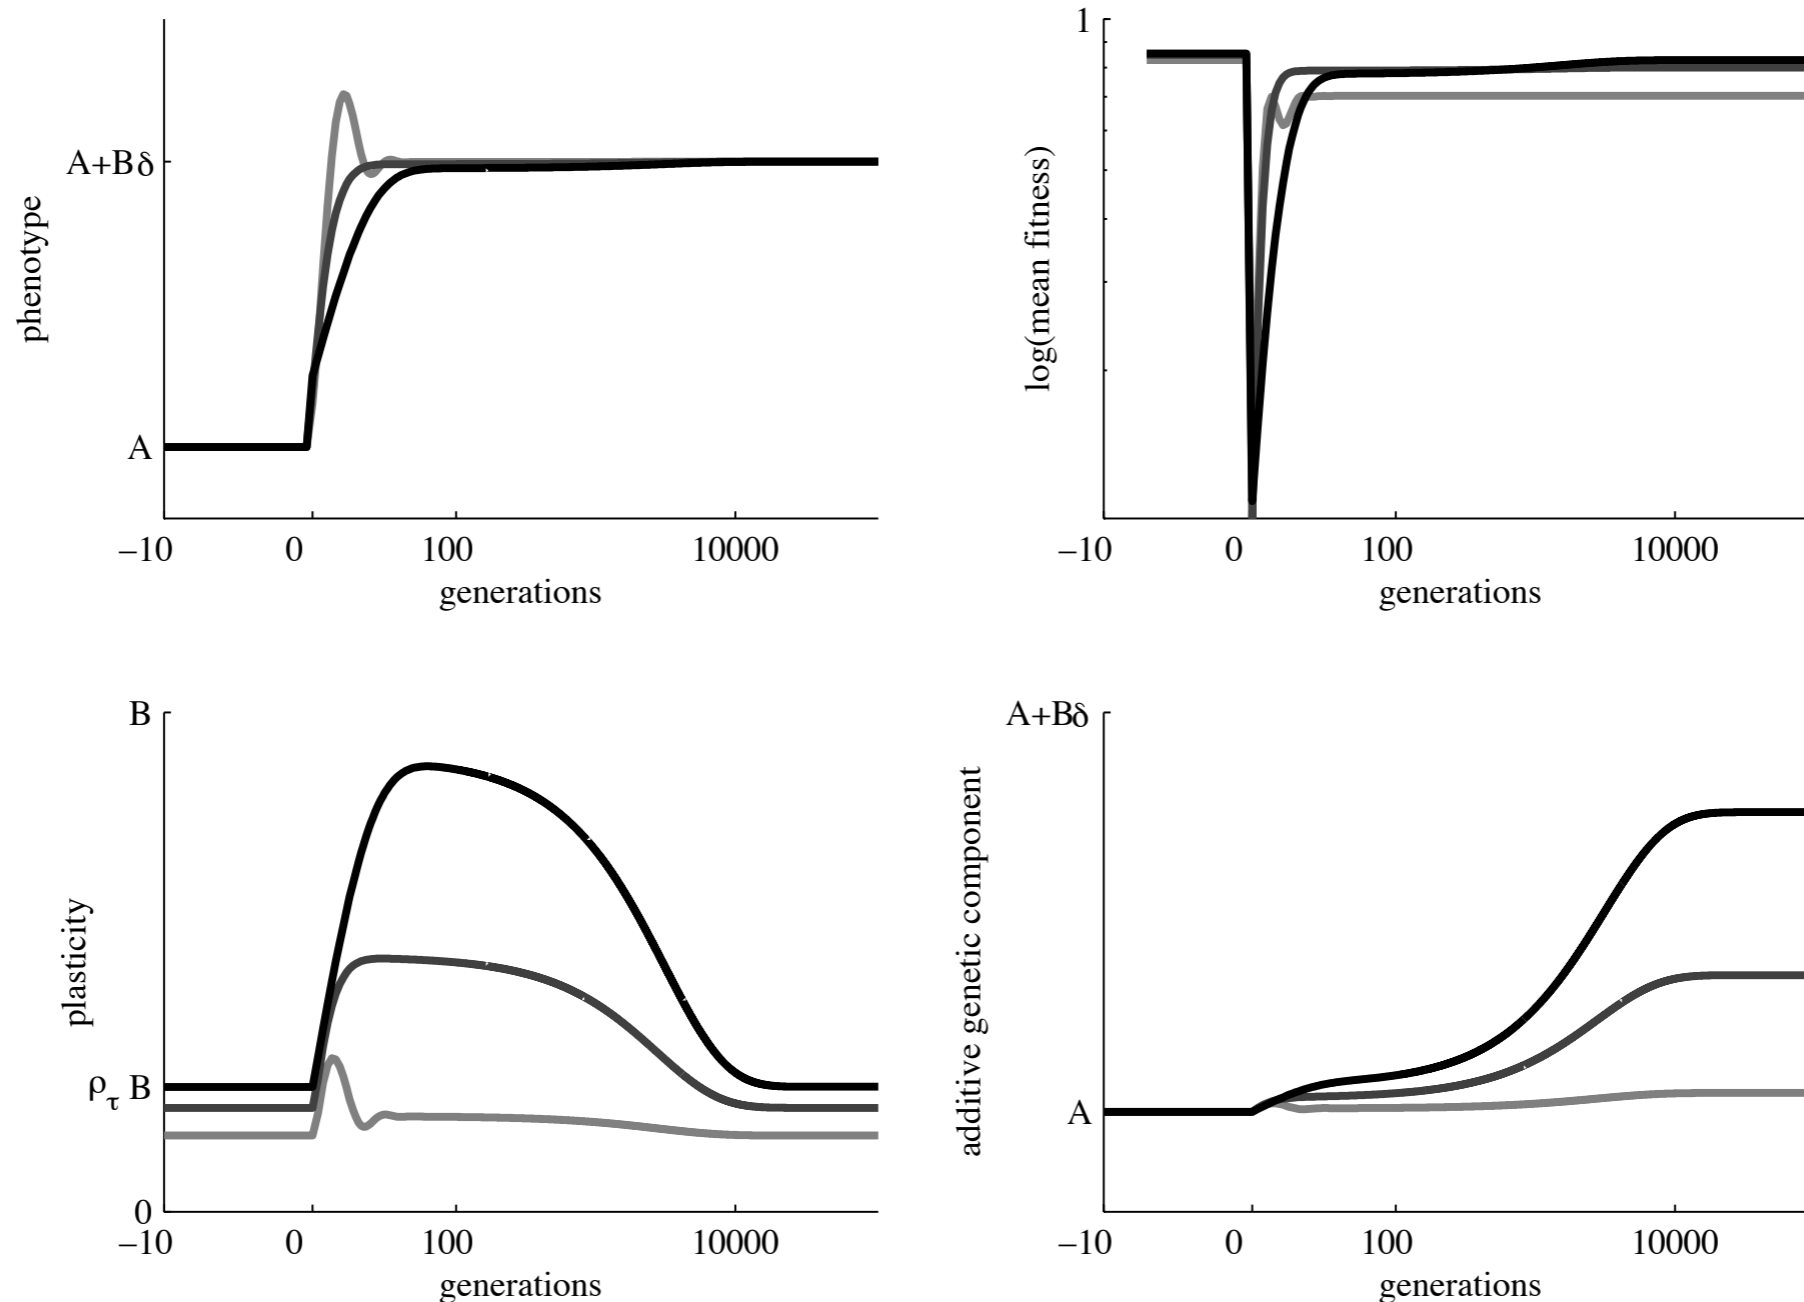 phenotype
A+Bδ
A
−10 0 100 10000
generations
log(mean fitness)
1
−10 0 100 10000
generations
plasticity
B
ρτ B
0
−10 0 100 10000
generations
additive genetic component
A+Bδ
A
−10 0 100 10000
generations